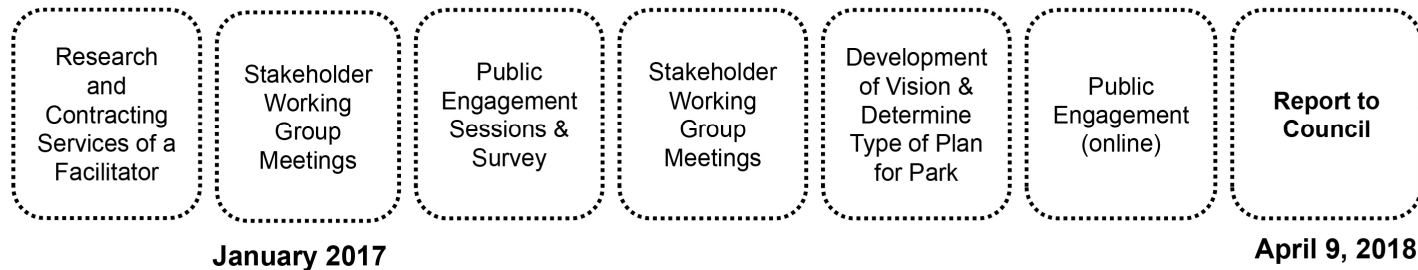 Research
and
Contracting
Services of a
Facilitator
Stakeholder
Working
Group
Meetings
Public
Engagement
Sessions &
Survey
Stakeholder
Working
Group
Meetings
Development
of Vision &
Determine
Type of Plan
for Park
Public
Engagement
(online)
Report to
Council
January 2017
April 9, 2018